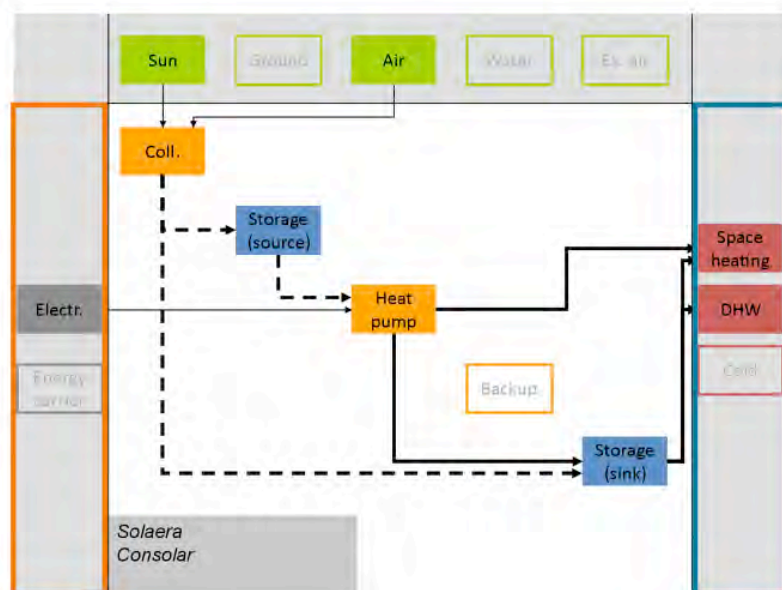 Sun
Ground
Air
Water
Ex. air
Coll.
Storage
(source)
Space
heating
Electr.
Heat
pump
DHW
Energy
carrier
Backup
Cold
Storage
(sink)
Solaera
Consolar